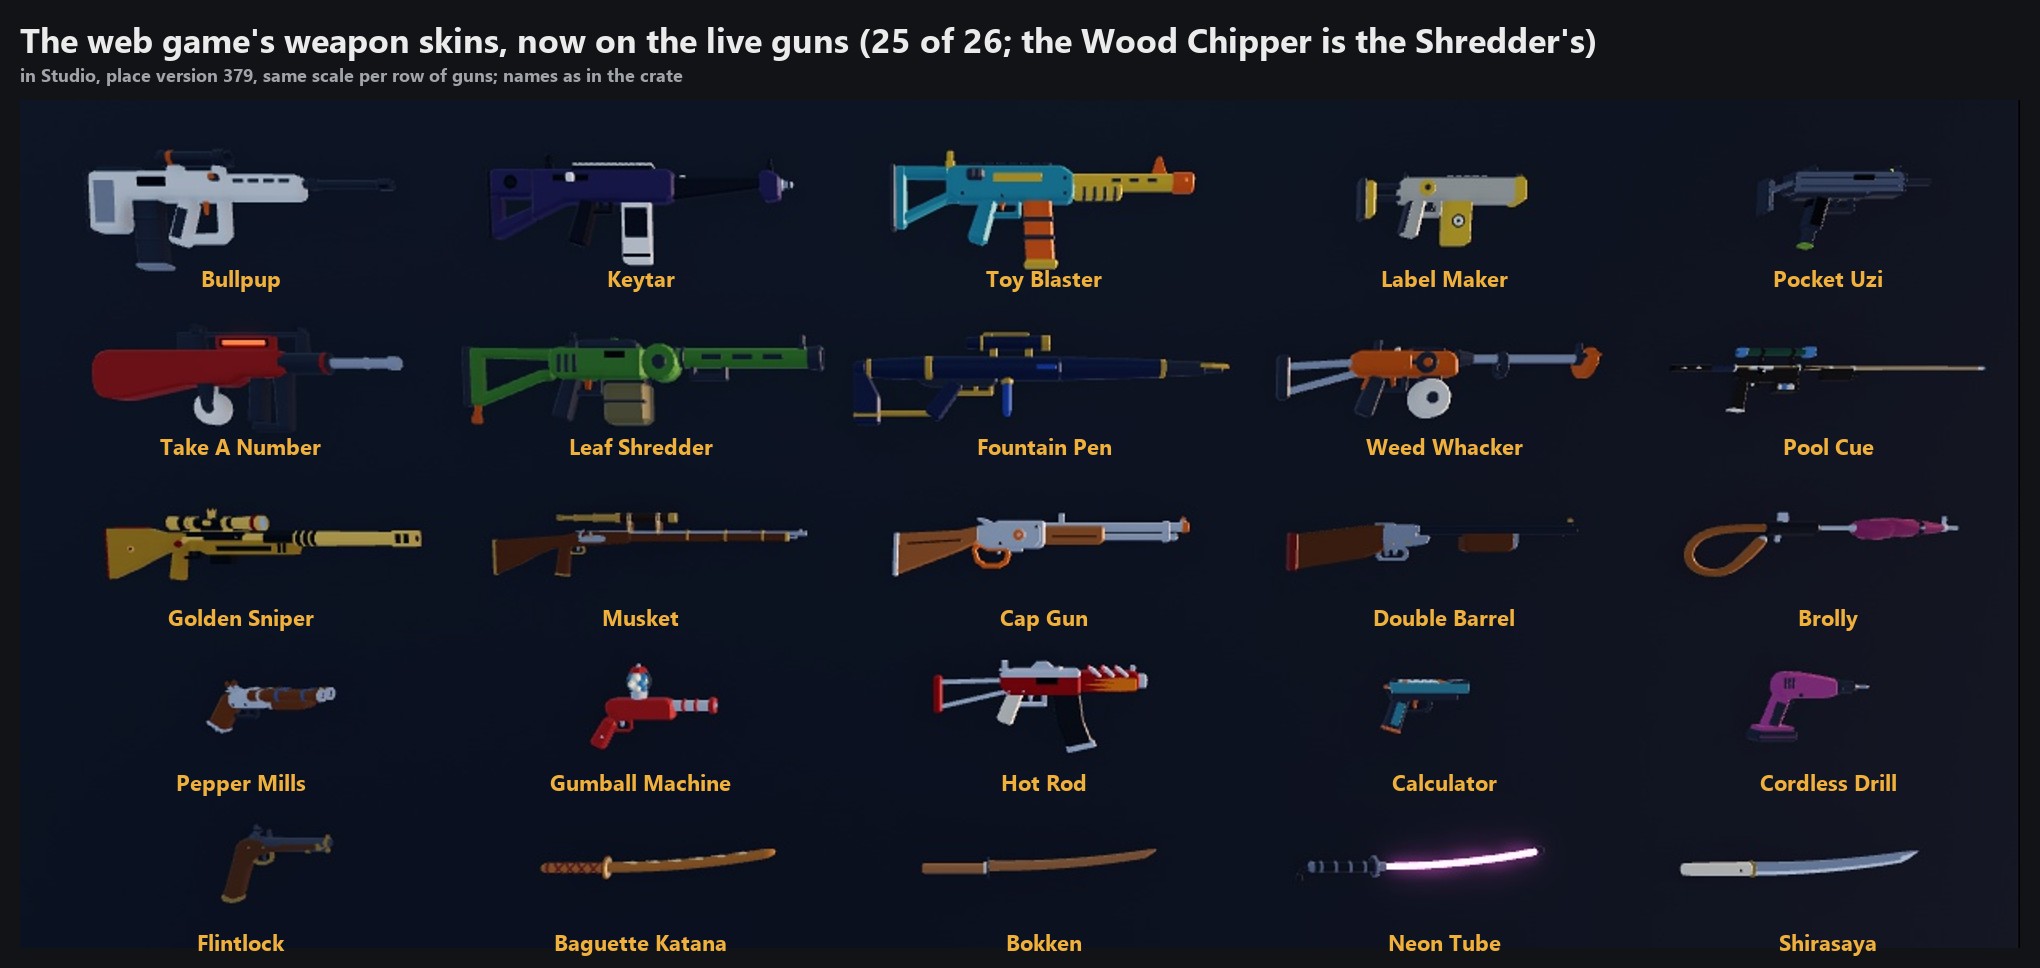 The web game's weapon skins, now on the live guns (25 of 26; the Wood Chipper is the Shredder's)
in Studio, place version 379, same scale per row of guns; names as in the crate
Bullpup
Keytar
Toy Blaster
Label Maker
Pocket Uzi
Take A Number
Leaf Shredder
Fountain Pen
Weed Whacker
Pool Cue
Golden Sniper
Musket
Cap Gun
Double Barrel
Brolly
Pepper Mills
Gumball Machine
Hot Rod
Calculator
Cordless Drill
Flintlock
Baguette Katana
Bokken
Neon Tube
Shirasaya